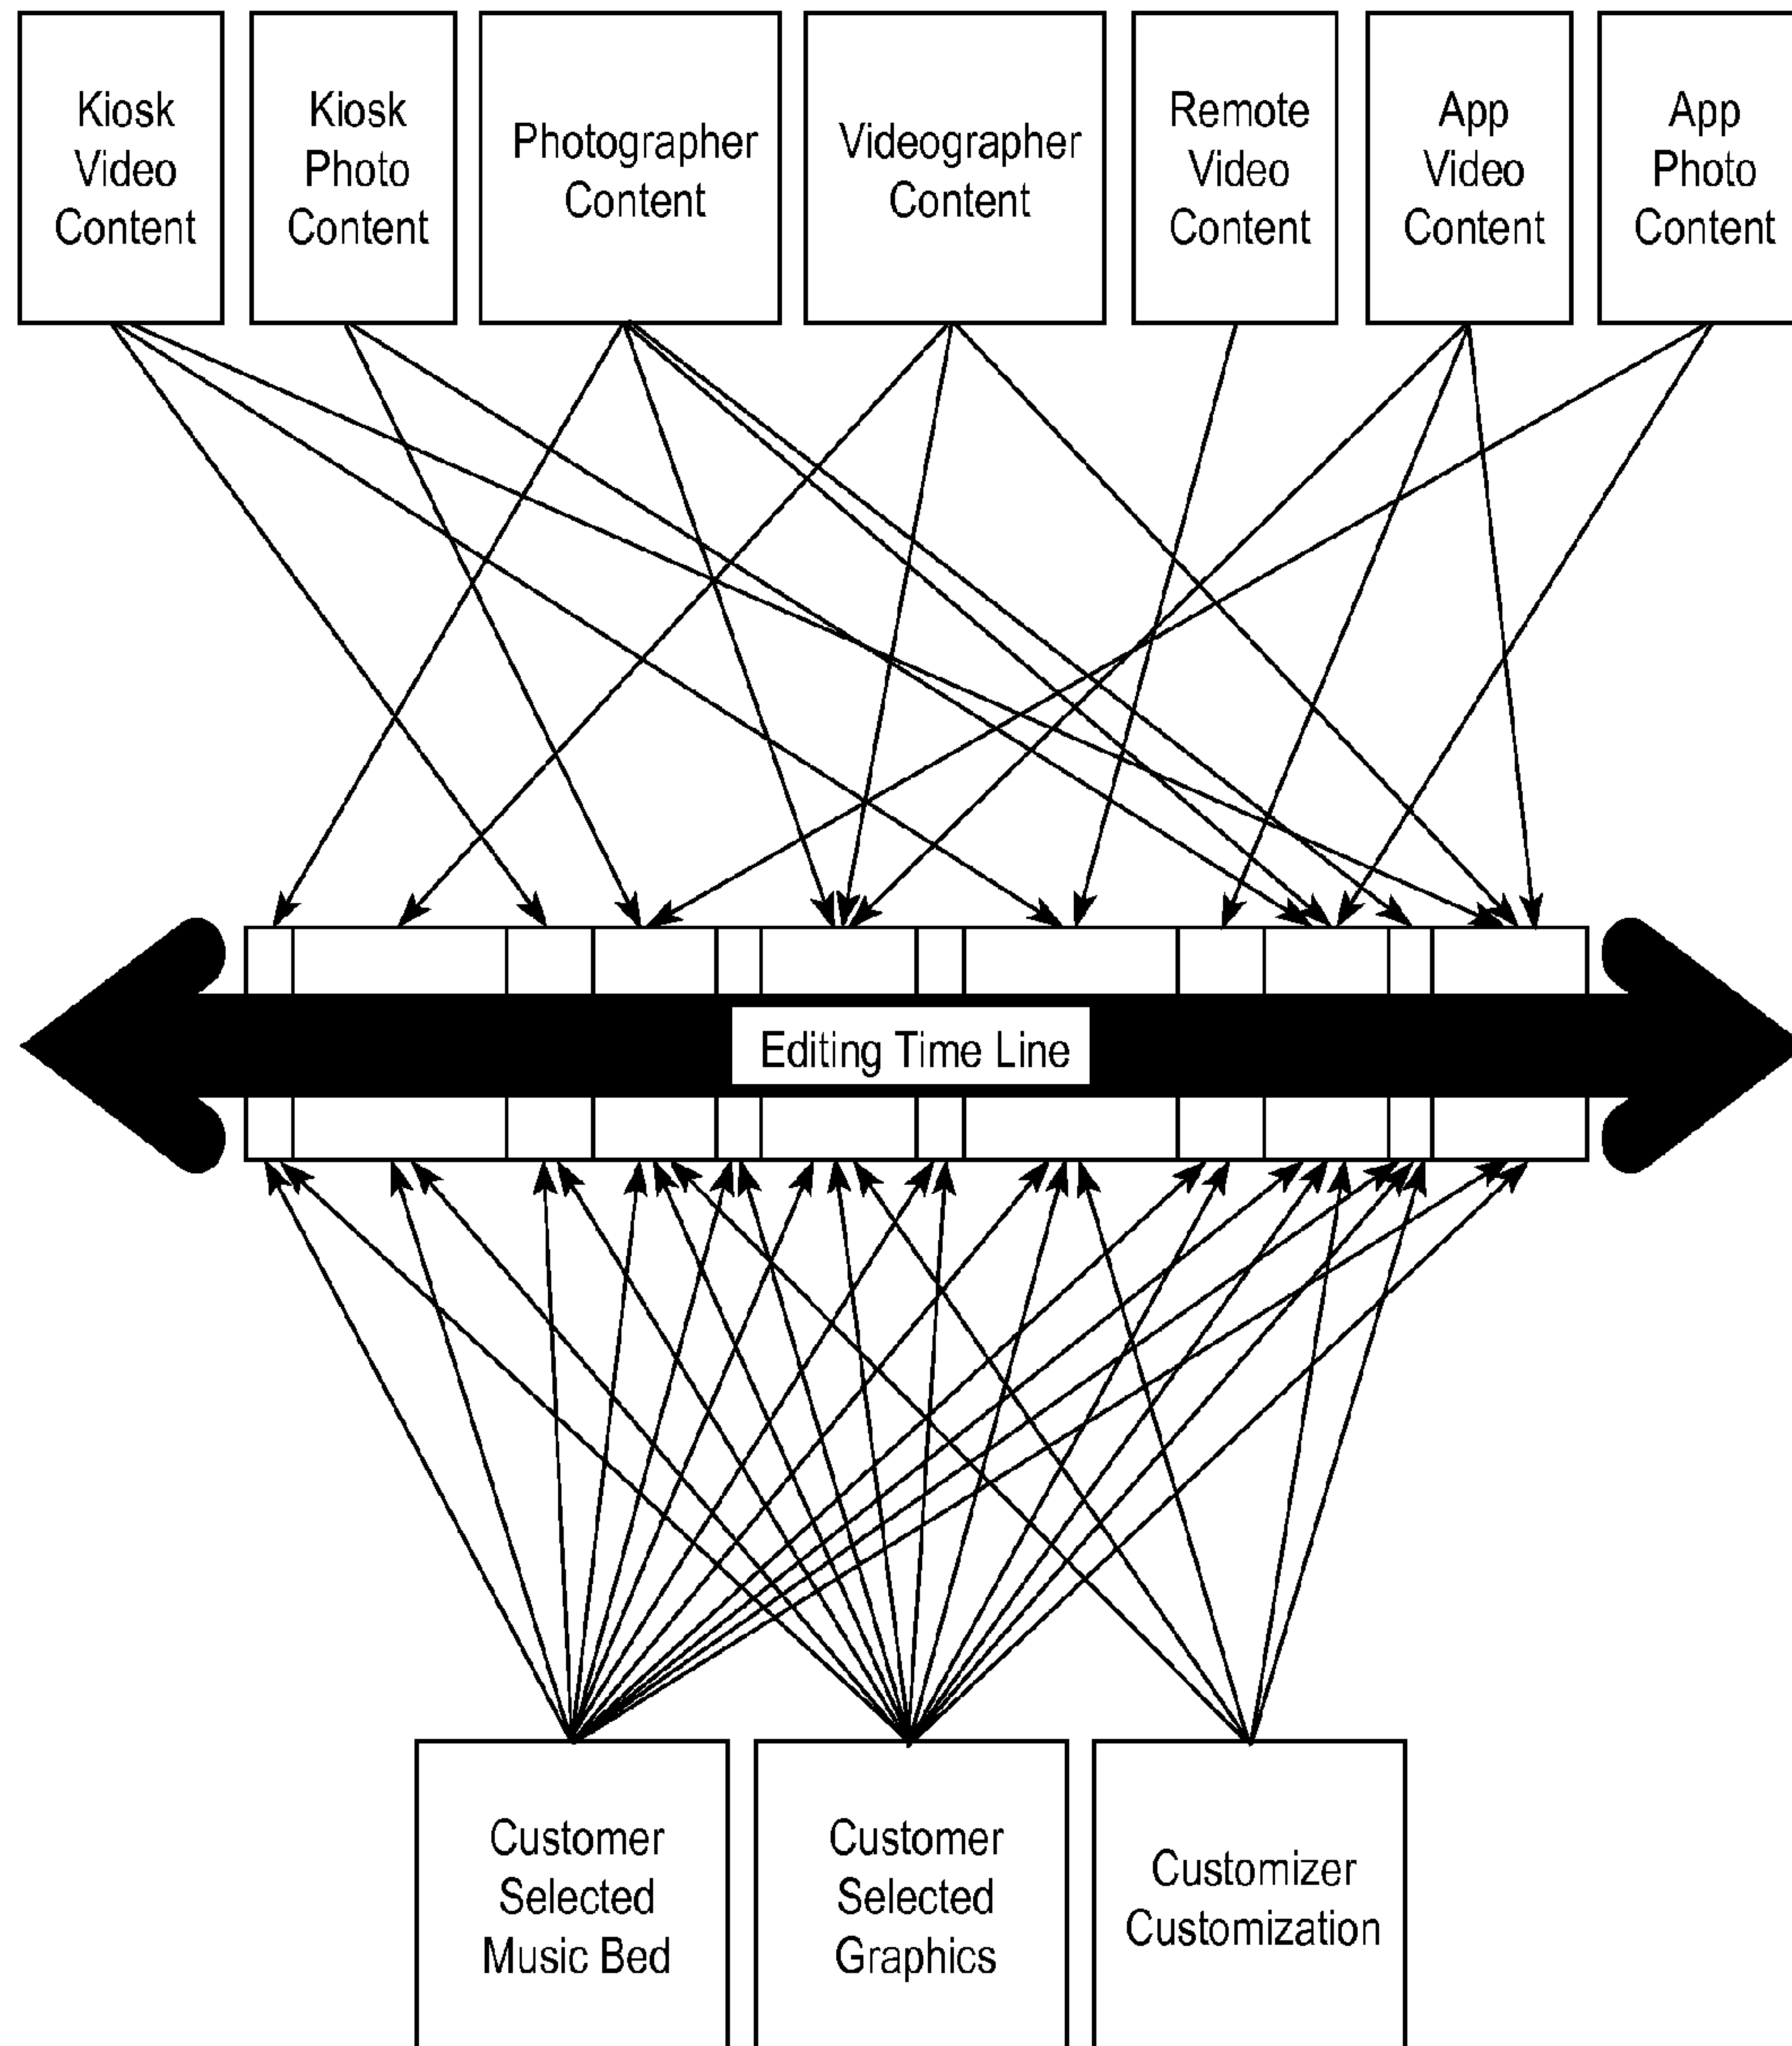 Kiosk
Video
Content
Kiosk
Photo
Content
Photographer
Content
Videographer
Content
Remote
Video
Content
App
Video
Content
App
Photo
Content
Editing Time Line
Customer
Selected
Music Bed
Customer
Selected
Graphics
Customizer
Customization